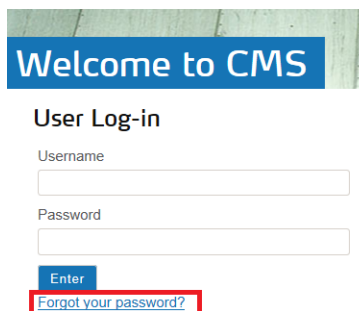 Welcome to CMS
User Log-in
Username
Password
Enter
Forgot your password?